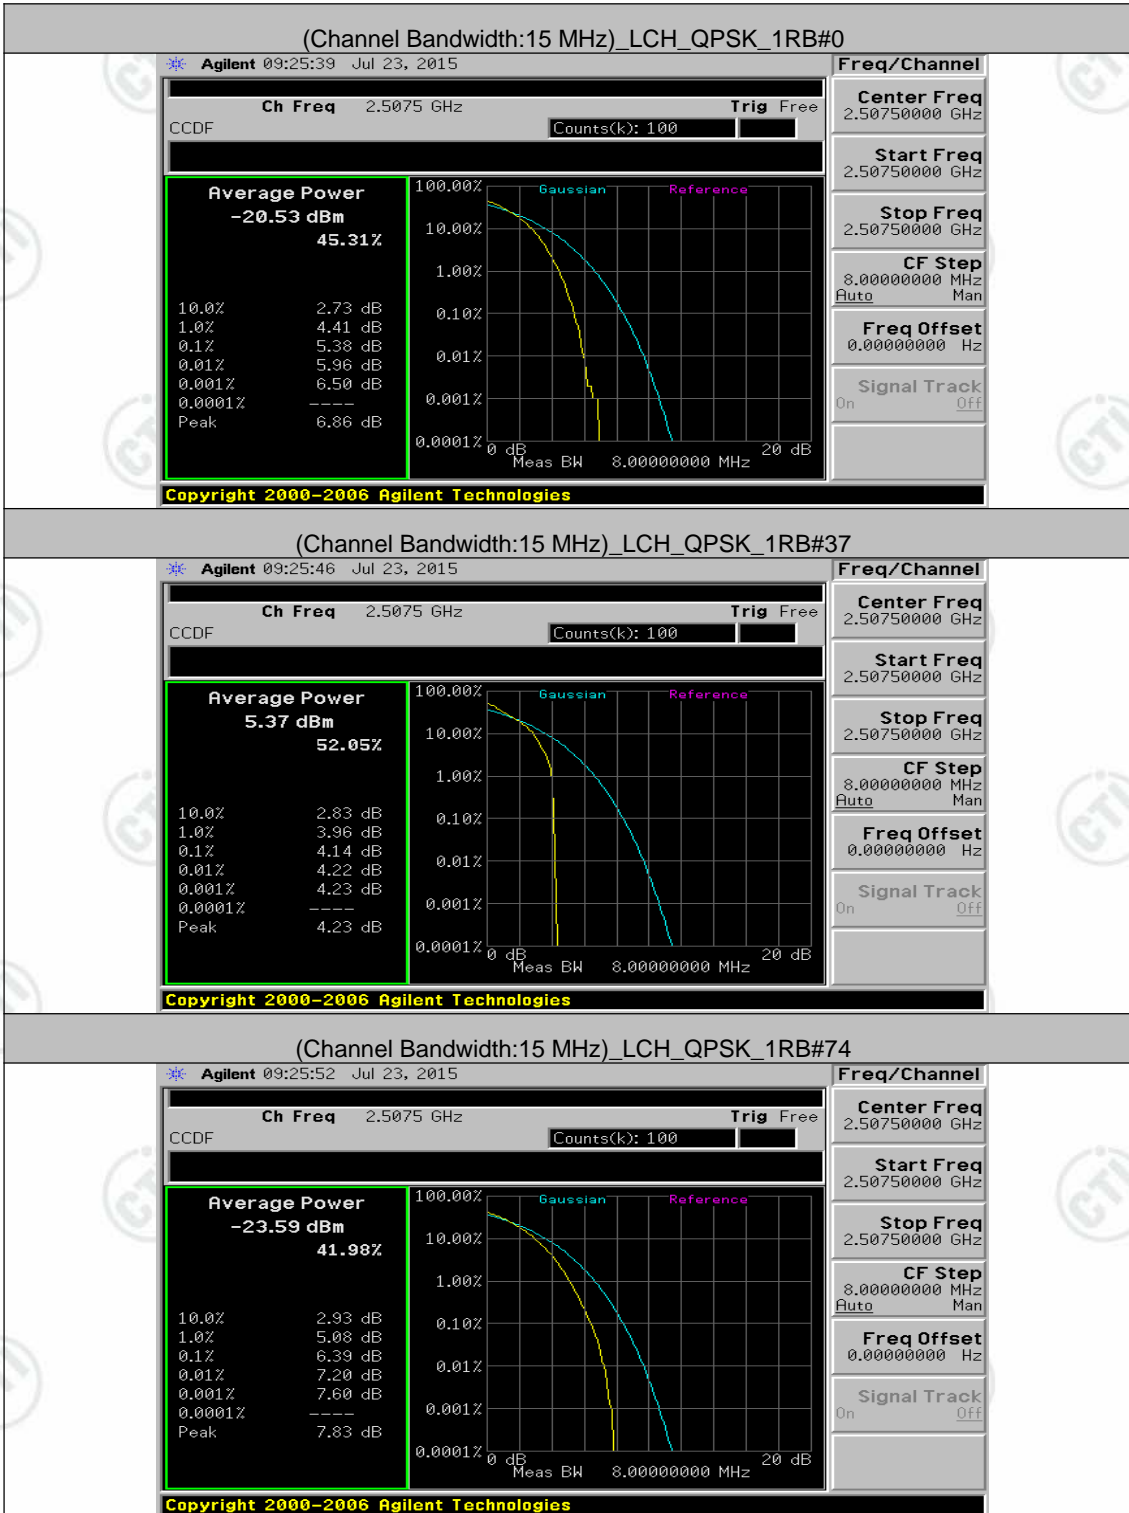 (Channel Bandwidth:15 MHz)_LCH_QPSK_1RB#0
Agilent 09:25:39 Jul 23, 2015
Freq/Channel
Ch Freq 2.5075 GHz Trig Free
CCDF Counts(k): 100
Average Power
-20.53 dBm
45.31%
10.0% 2.73 dB
1.0% 4.41 dB
0.1% 5.38 dB
0.01% 5.96 dB
0.001% 6.50 dB
0.0001% ----
Peak 6.86 dB
Gaussian Reference
100.00%
10.00%
1.00%
0.10%
0.01%
0.001%
0.0001%
0 dB 20 dB
Meas BW 8.00000000 MHz
Center Freq
2.50750000 GHz
Start Freq
2.50750000 GHz
Stop Freq
2.50750000 GHz
CF Step
8.00000000 MHz
Auto Man
Freq Offset
0.00000000 Hz
Signal Track
On Off
Copyright 2000-2006 Agilent Technologies
(Channel Bandwidth:15 MHz)_LCH_QPSK_1RB#37
Agilent 09:25:46 Jul 23, 2015
Freq/Channel
Ch Freq 2.5075 GHz Trig Free
CCDF Counts(k): 100
Average Power
5.37 dBm
52.05%
10.0% 2.83 dB
1.0% 3.96 dB
0.1% 4.14 dB
0.01% 4.22 dB
0.001% 4.23 dB
0.0001% ----
Peak 4.23 dB
Gaussian Reference
100.00%
10.00%
1.00%
0.10%
0.01%
0.001%
0.0001%
0 dB 20 dB
Meas BW 8.00000000 MHz
Center Freq
2.50750000 GHz
Start Freq
2.50750000 GHz
Stop Freq
2.50750000 GHz
CF Step
8.00000000 MHz
Auto Man
Freq Offset
0.00000000 Hz
Signal Track
On Off
Copyright 2000-2006 Agilent Technologies
(Channel Bandwidth:15 MHz)_LCH_QPSK_1RB#74
Agilent 09:25:52 Jul 23, 2015
Freq/Channel
Ch Freq 2.5075 GHz Trig Free
CCDF Counts(k): 100
Average Power
-23.59 dBm
41.98%
10.0% 2.93 dB
1.0% 5.08 dB
0.1% 6.39 dB
0.01% 7.20 dB
0.001% 7.60 dB
0.0001% ----
Peak 7.83 dB
Gaussian Reference
100.00%
10.00%
1.00%
0.10%
0.01%
0.001%
0.0001%
0 dB 20 dB
Meas BW 8.00000000 MHz
Center Freq
2.50750000 GHz
Start Freq
2.50750000 GHz
Stop Freq
2.50750000 GHz
CF Step
8.00000000 MHz
Auto Man
Freq Offset
0.00000000 Hz
Signal Track
On Off
Copyright 2000-2006 Agilent Technologies